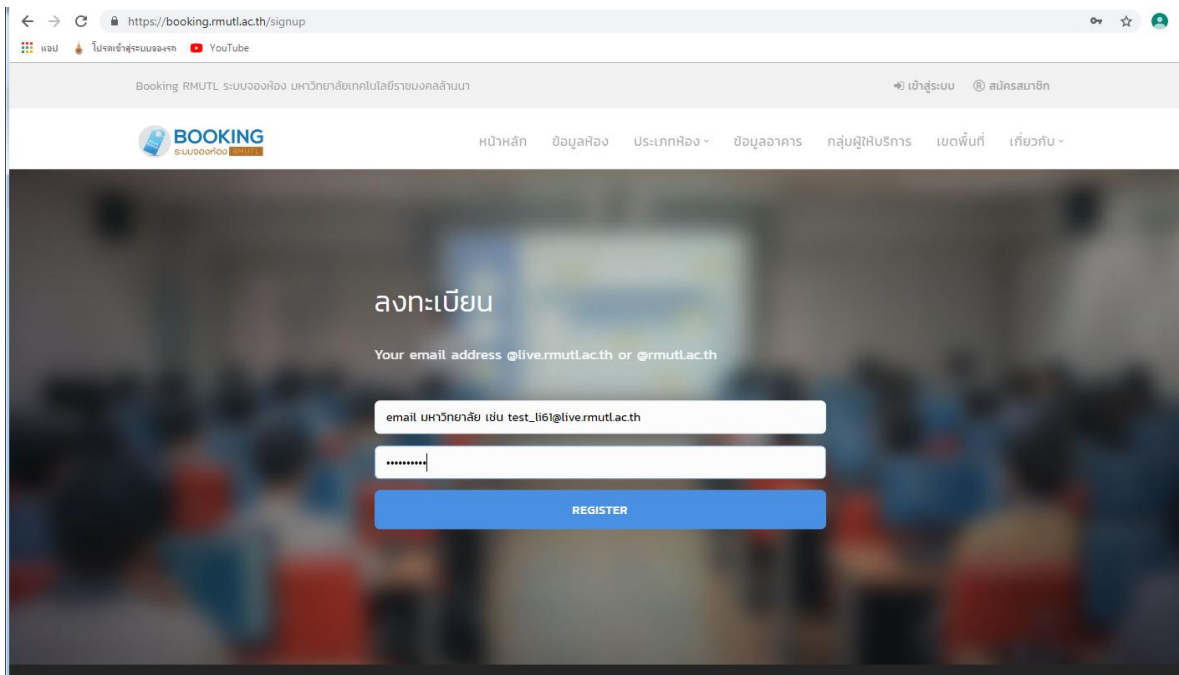 https://booking.rmutl.ac.th/signup
แอป โปรดเข้าสู่ระบบจองรถ YouTube
Booking RMUTL ระบบจองห้อง มหาวิทยาลัยเทคโนโลยีราชมงคลล้านนา เข้าสู่ระบบ ® สมัครสมาชิก
BOOKING
ระบบจองห้อง RMUTL
หน้าหลัก ข้อมูลห้อง ประเภทห้อง ข้อมูลอาคาร กลุ่มผู้ให้บริการ เขตพื้นที่ เกี่ยวกับ
ลงทะเบียน
Your email address @live.rmutl.ac.th or @rmutl.ac.th
email มหาวิทยาลัย เช่น test_li61@live.rmutl.ac.th
••••••••••
REGISTER